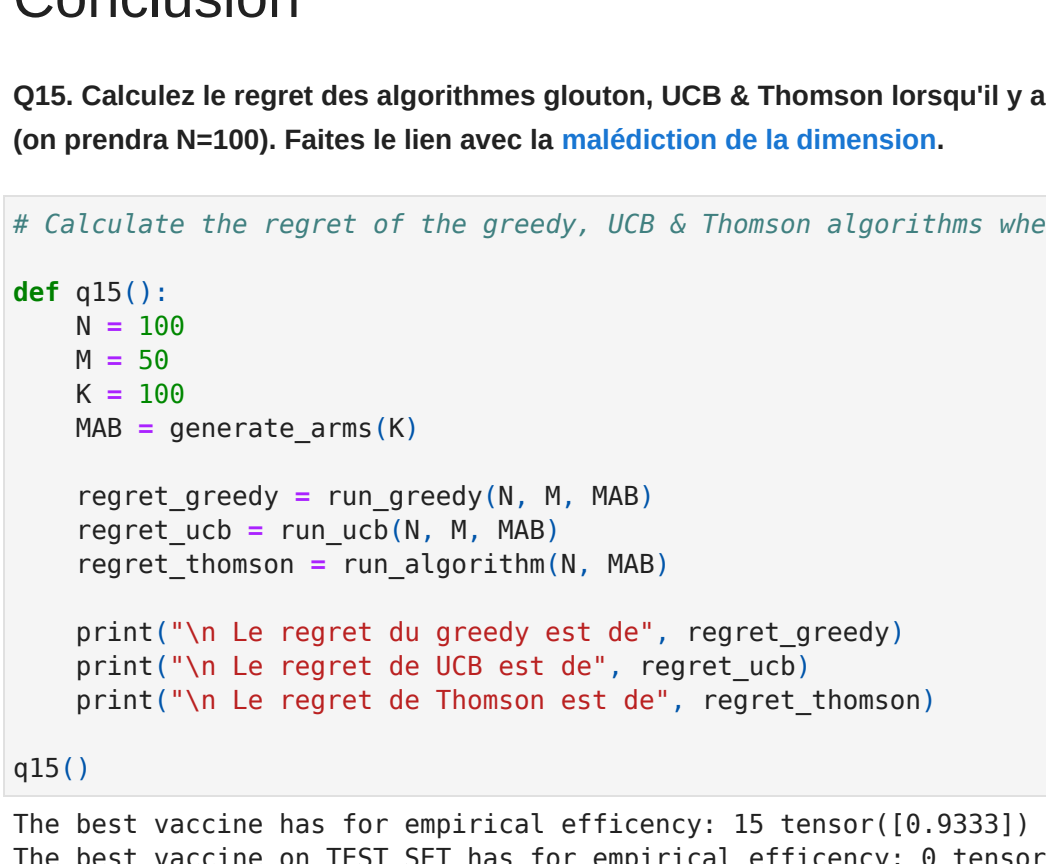 Conclusion
Q15. Calculez le regret des algorithmes glouton, UCB & Thomson lorsqu'il y a
(on prendra N=100). Faites le lien avec la malédiction de la dimension.
# Calculate the regret of the greedy, UCB & Thomson algorithms whe
def q15():
    N = 100
    M = 50
    K = 100
    MAB = generate_arms(K)
    regret_greedy = run_greedy(N, M, MAB)
    regret_ucb = run_ucb(N, M, MAB)
    regret_thomson = run_algorithm(N, MAB)
    print("\n Le regret du greedy est de", regret_greedy)
    print("\n Le regret de UCB est de", regret_ucb)
    print("\n Le regret de Thomson est de", regret_thomson)
q15()
The best vaccine has for empirical efficency: 15 tensor([0.9333])
The best vaccine on TEST SET has for empirical efficency: 0 tensor